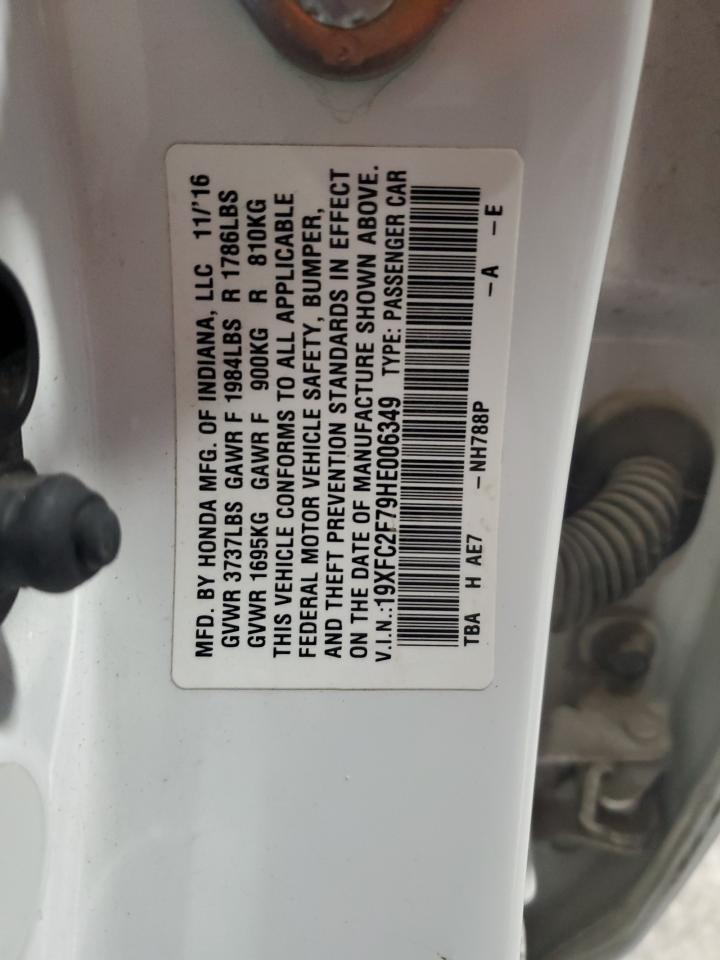 MFD. BY HONDA MFG. OF INDIANA, LLC 11/'16
GVWR 3737LBS GAWR F 1984LBS R 1786LBS
GVWR 1695KG GAWR F 900KG R 810KG
THIS VEHICLE CONFORMS TO ALL APPLICABLE
FEDERAL MOTOR VEHICLE SAFETY, BUMPER,
AND THEFT PREVENTION STANDARDS IN EFFECT
ON THE DATE OF MANUFACTURE SHOWN ABOVE.
V.I.N.:19XFC2F79HE006349 TYPE: PASSENGER CAR
TBA H AE7 -NH788P -A -E